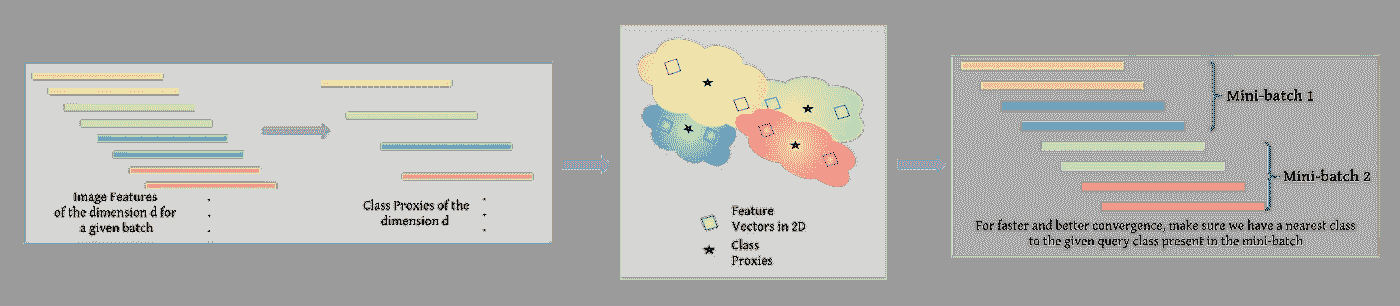 Image Features
of the dimension d for
a given batch
Class Proxies of the
dimension d
Feature
Vectors in 2D
Class
Proxies
Mini-batch 1
Mini-batch 2
For faster and better convergence, make sure we have a nearest class
to the given query class present in the mini-batch